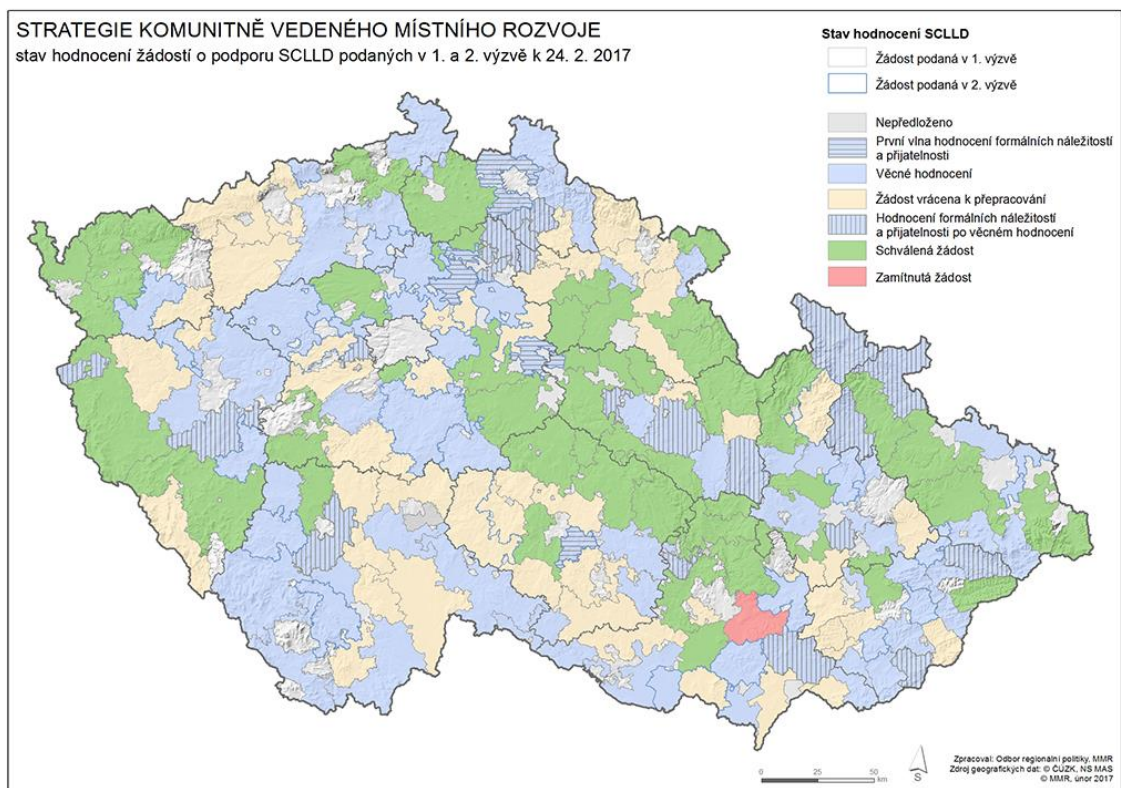 STRATEGIE KOMUNITNĚ VEDENÉHO MÍSTNÍHO ROZVOJE
stav hodnocení žádostí o podporu SCLLD podaných v 1. a 2. výzvě k 24. 2. 2017
Stav hodnocení SCLLD
Žádost podaná v 1. výzvě
Žádost podaná v 2. výzvě
Nepředloženo
První vlna hodnocení formálních náležitostí
a přijatelnosti
Věcné hodnocení
Žádost vrácena k přepracování
Hodnocení formálních náležitostí
a přijatelnosti po věcném hodnocení
Schválená žádost
Zamítnutá žádost
0 25 50
km
S
Zpracoval: Odbor regionální politiky, MMR
Zdroj geografických dat: © ČÚZK, NS MAS
© MMR, únor 2017